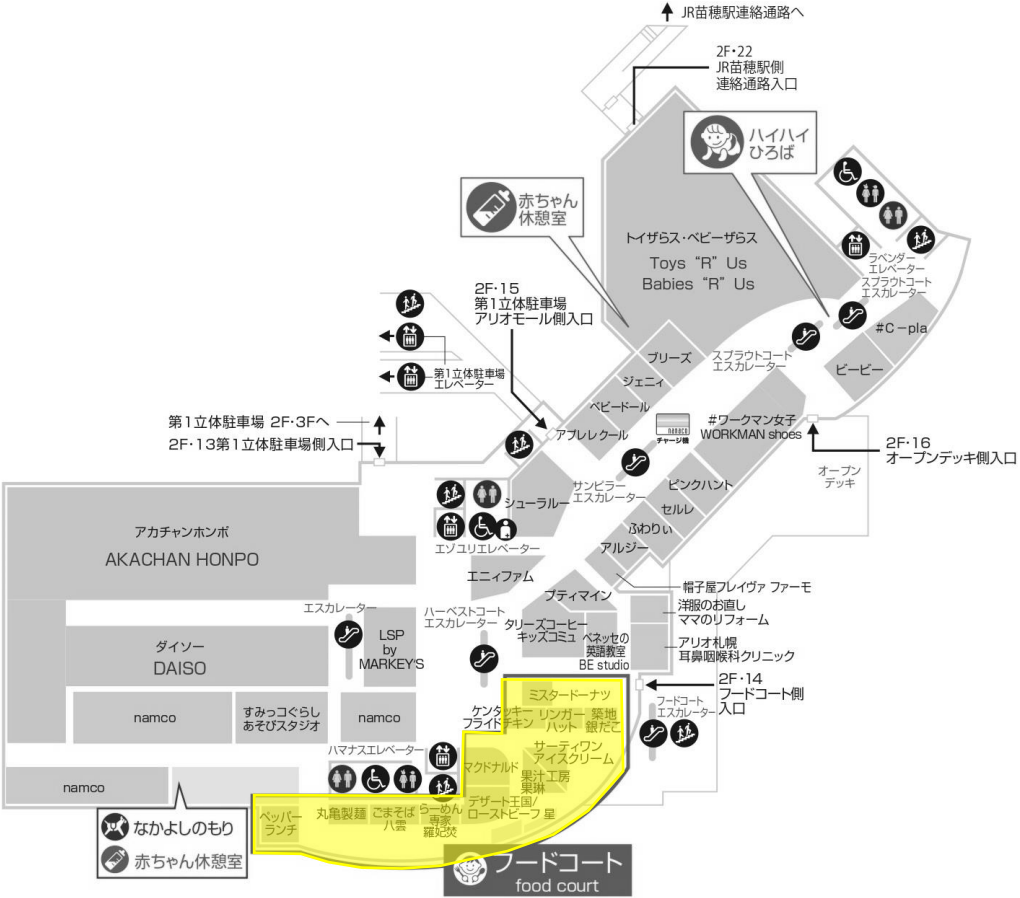 JR苗穂駅連絡通路へ
2F・22
JR苗穂駅側
連絡通路入口
ハイハイ
ひろば
赤ちゃん
休憩室
トイザらス・ベビーザらス
Toys “R” Us
Babies “R” Us
ラベンダー
エレベーター
スプラウトコート
エスカレーター
#C－pla
ビービー
2F・15
第1立体駐車場
アリオモール側入口
第1立体駐車場
エレベーター
ブリーズ
スプラウトコート
エスカレーター
ジェニィ
ベビードール
アプレレクール
nanaco
チャージ機
#ワークマン女子
WORKMAN shoes
第1立体駐車場 2F・3Fへ
2F・13第1立体駐車場側入口
2F・16
オープンデッキ側入口
オープン
デッキ
サンピラー
エスカレーター
ピンクハント
シューラルー
セルレ
ふわりぃ
アルジー
エゾユリエレベーター
アカチャンホンポ
AKACHAN HONPO
エニィファム
プティマイン
帽子屋フレイヴァ ファーモ
洋服のお直し
ママのリフォーム
エスカレーター
ハーベストコート
エスカレーター
タリーズコーヒー
キッズコミュ
ベネッセの
英語教室
BE studio
アリオ札幌
耳鼻咽喉科クリニック
LSP
by
MARKEY'S
ダイソー
DAISO
2F・14
フードコート側
入口
フードコート
エスカレーター
ミスタードーナツ
namco
すみっコぐらし
あそびスタジオ
namco
ケンタッキー
フライドチキン
リンガー
ハット
築地
銀だこ
ハマナスエレベーター
サーティワン
アイスクリーム
マクドナルド
果汁工房
果琳
namco
デザート王国/
ローストビーフ 星
ペッパー
ランチ
丸亀製麺
ごまそば
八雲
らーめん
専家
羅妃焚
なかよしのもり
赤ちゃん休憩室
フードコート
food court